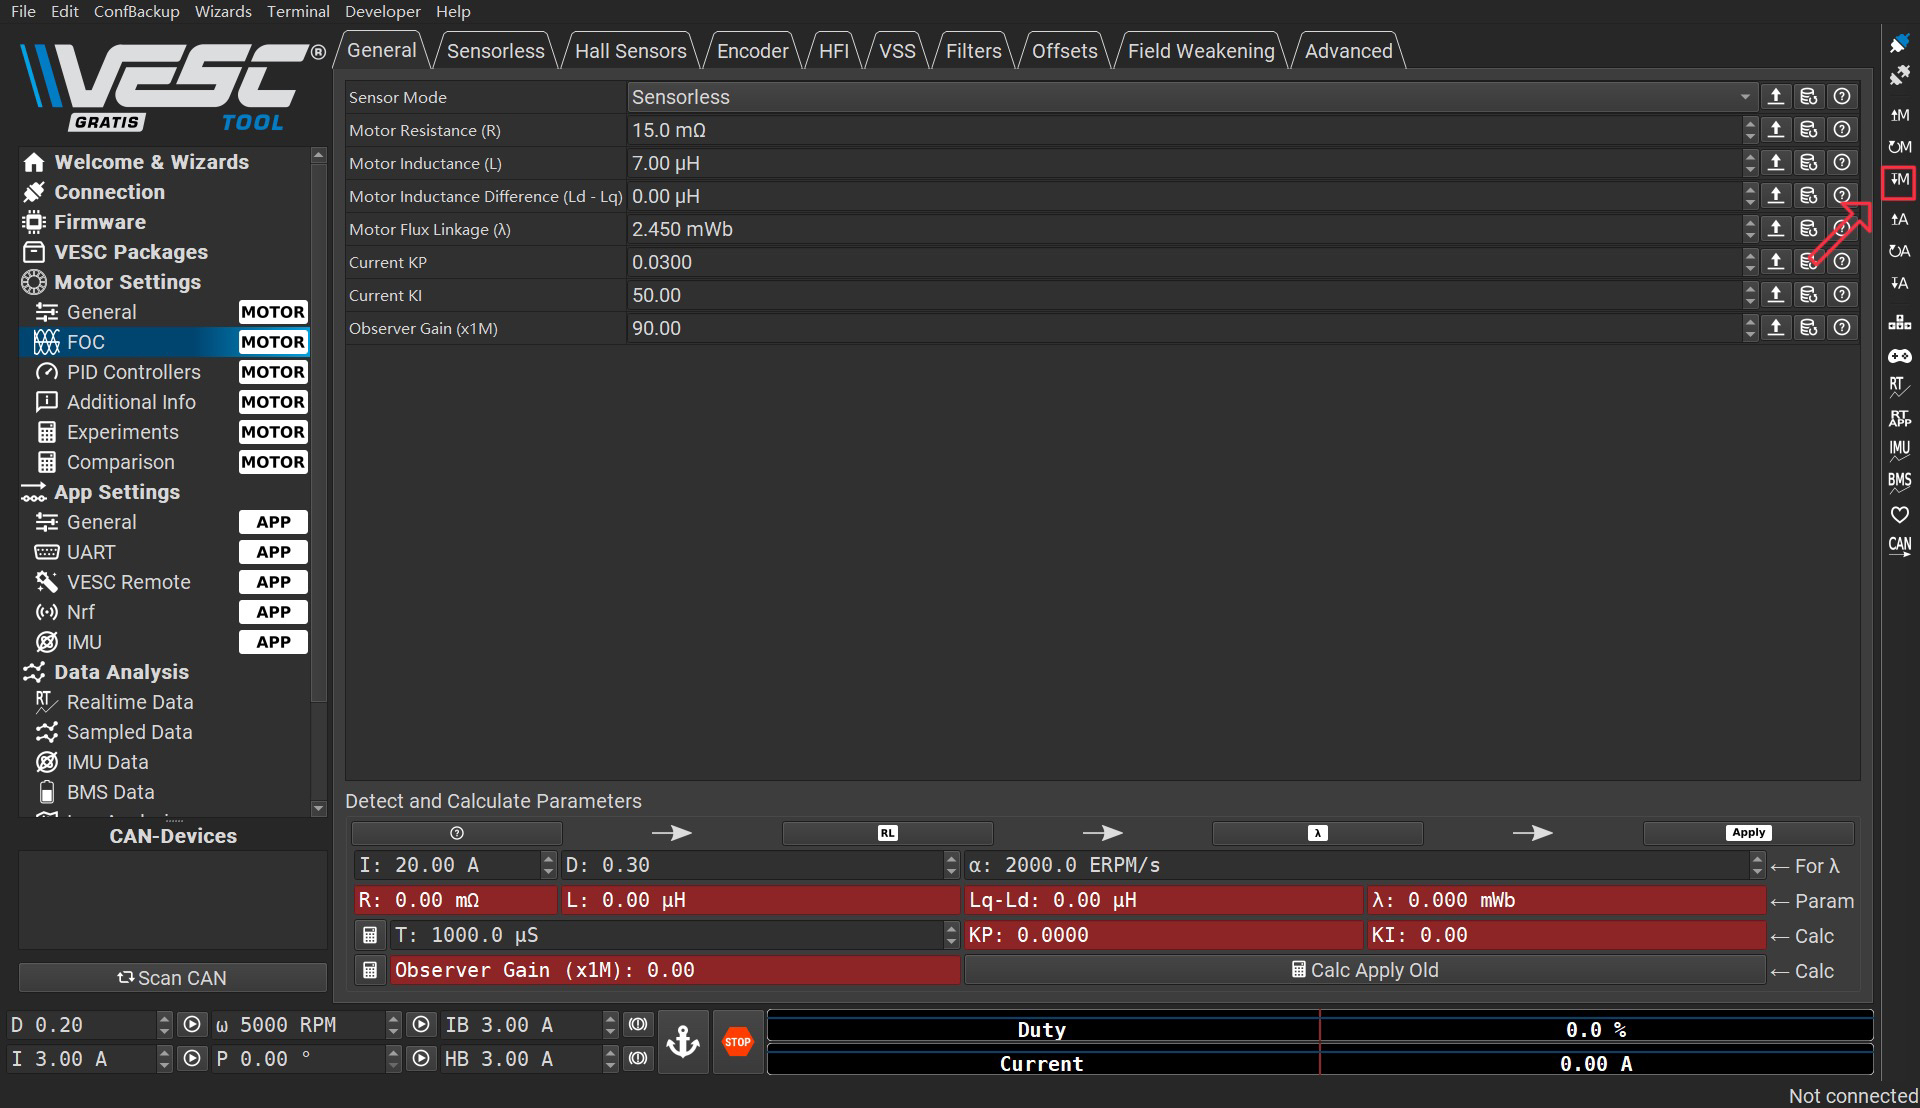 File Edit ConfBackup Wizards Terminal Developer Help
VESC®
GRATIS TOOL
Welcome & Wizards
Connection
Firmware
VESC Packages
Motor Settings
General MOTOR
FOC MOTOR
PID Controllers MOTOR
Additional Info MOTOR
Experiments MOTOR
Comparison MOTOR
App Settings
General APP
UART APP
VESC Remote APP
Nrf APP
IMU APP
Data Analysis
RT Realtime Data
Sampled Data
IMU Data
BMS Data
CAN-Devices
Scan CAN
General Sensorless Hall Sensors Encoder HFI VSS Filters Offsets Field Weakening Advanced
Sensor Mode Sensorless
Motor Resistance (R) 15.0 mΩ
Motor Inductance (L) 7.00 µH
Motor Inductance Difference (Ld - Lq) 0.00 µH
Motor Flux Linkage (λ) 2.450 mWb
Current KP 0.0300
Current KI 50.00
Observer Gain (x1M) 90.00
Detect and Calculate Parameters
RL λ Apply
I: 20.00 A D: 0.30 α: 2000.0 ERPM/s ← For λ
R: 0.00 mΩ L: 0.00 µH Lq-Ld: 0.00 µH λ: 0.000 mWb ← Param
T: 1000.0 µS KP: 0.0000 KI: 0.00 ← Calc
Observer Gain (x1M): 0.00 Calc Apply Old ← Calc
D 0.20 ω 5000 RPM IB 3.00 A
I 3.00 A P 0.00 ° HB 3.00 A
STOP
Duty 0.0 %
Current 0.00 A
M
M
M
A
A
A
RT
RT
APP
IMU
BMS
CAN
Not connected